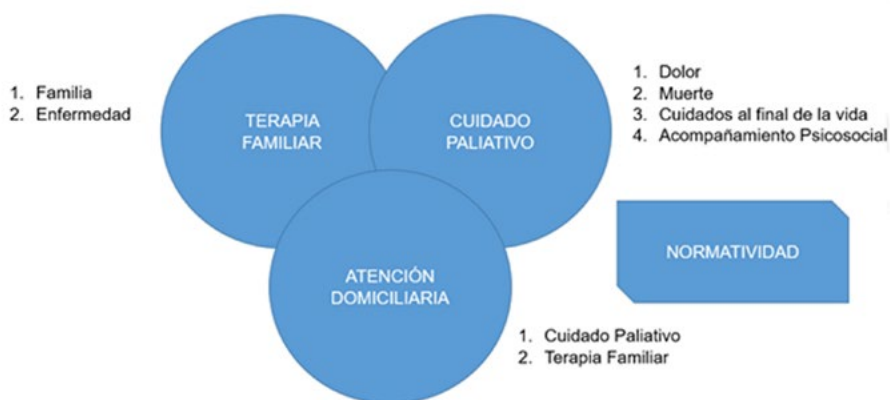 1. Familia
2. Enfermedad
TERAPIA
FAMILIAR
CUIDADO
PALIATIVO
1. Dolor
2. Muerte
3. Cuidados al final de la vida
4. Acompañamiento Psicosocial
NORMATIVIDAD
ATENCIÓN
DOMICILIARIA
1. Cuidado Paliativo
2. Terapia Familiar